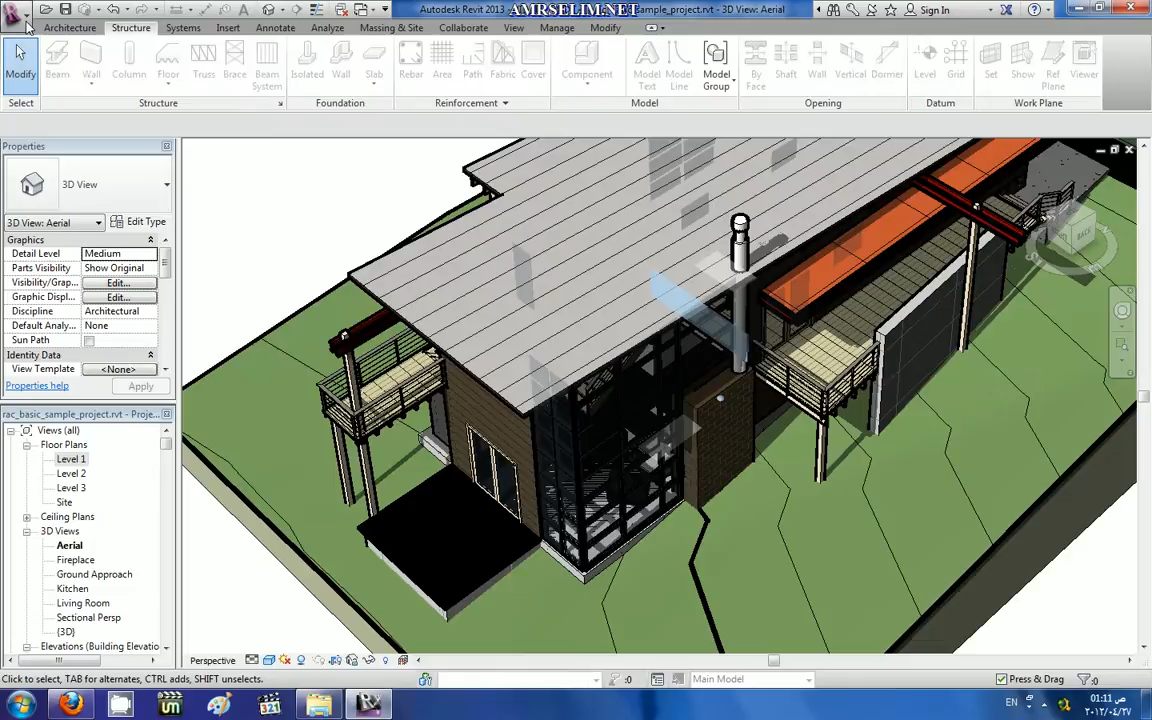 Autodesk Revit 2013 -
AMRSELIM.NET
sample_project.rvt - 3D View: Aerial
Sign In
Architecture Structure Systems Insert Annotate Analyze Massing & Site Collaborate View Manage Modify
Modify Beam Wall Column Floor Truss Brace Beam System Isolated Wall Slab Rebar Area Path Fabric Cover Component Model Text Model Line Model Group By Face Shaft Wall Vertical Dormer Level Grid Set Show Ref Plane Viewer
Select Structure Foundation Reinforcement Model Opening Datum Work Plane
Properties
3D View
3D View: Aerial Edit Type
Graphics
Detail Level Medium
Parts Visibility Show Original
Visibility/Grap... Edit...
Graphic Displ... Edit...
Discipline Architectural
Default Analy... None
Sun Path
Identity Data
View Template <None>
Properties help Apply
rac_basic_sample_project.rvt - Proje...
Views (all)
Floor Plans
Level 1
Level 2
Level 3
Site
Ceiling Plans
3D Views
Aerial
Fireplace
Ground Approach
Kitchen
Living Room
Sectional Persp
{3D}
Elevations (Building Elevatio
BACK
Perspective
Click to select, TAB for alternates, CTRL adds, SHIFT unselects.
:0
Main Model
Press & Drag
:0
EN
01:11 ص
٢٠١٢/٠٤/٢٧